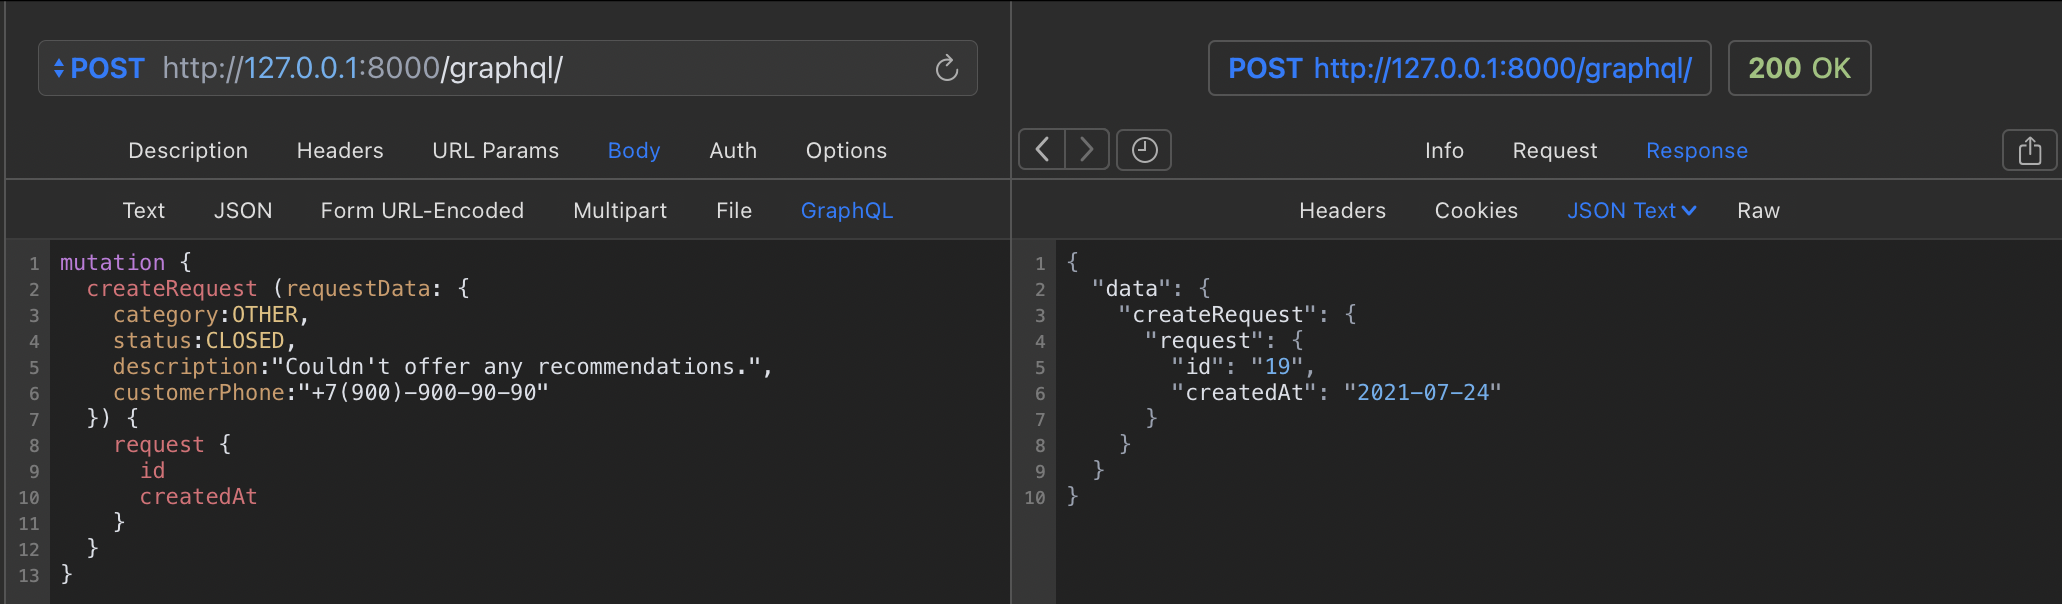 POST http://127.0.0.1:8000/graphql/
Description Headers URL Params Body Auth Options
Text JSON Form URL-Encoded Multipart File GraphQL
1 mutation {
2 createRequest (requestData: {
3 category:OTHER,
4 status:CLOSED,
5 description:"Couldn't offer any recommendations.",
6 customerPhone:"+7(900)-900-90-90"
7 }) {
8 request {
9 id
10 createdAt
11 }
12 }
13 }
POST http://127.0.0.1:8000/graphql/ 200 OK
Info Request Response
Headers Cookies JSON Text Raw
1 {
2 "data": {
3 "createRequest": {
4 "request": {
5 "id": "19",
6 "createdAt": "2021-07-24"
7 }
8 }
9 }
10 }